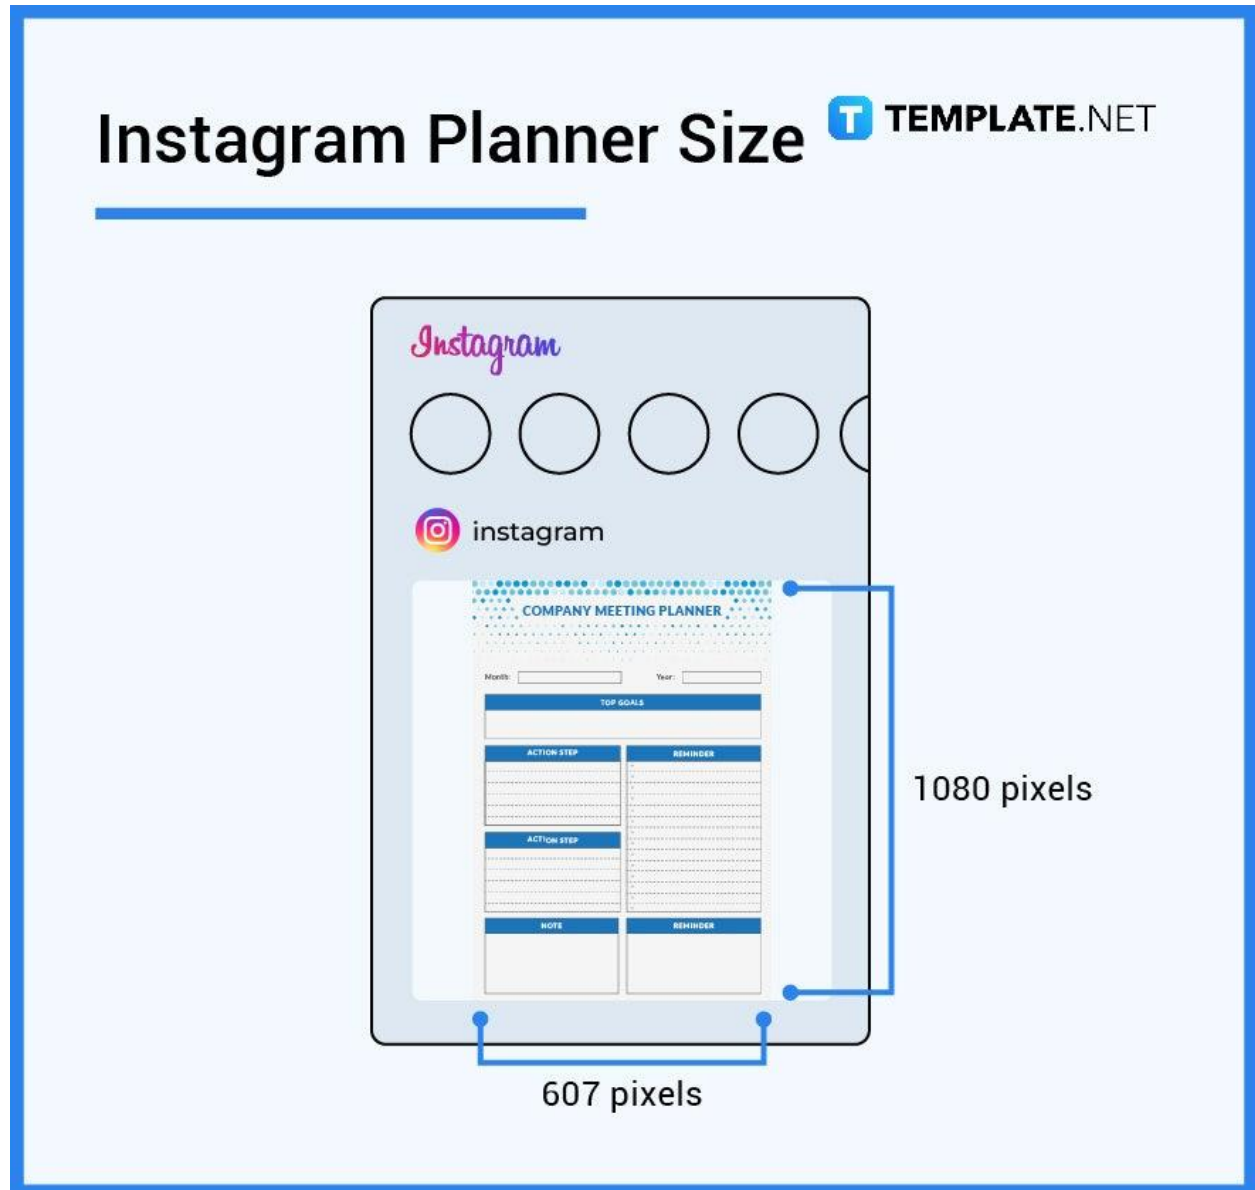 Instagram Planner Size
T TEMPLATE.NET
Instagram
instagram
COMPANY MEETING PLANNER
Month: Year:
TOP GOALS
ACTION STEP
REMINDER
ACTION STEP
NOTE
REMINDER
1080 pixels
607 pixels